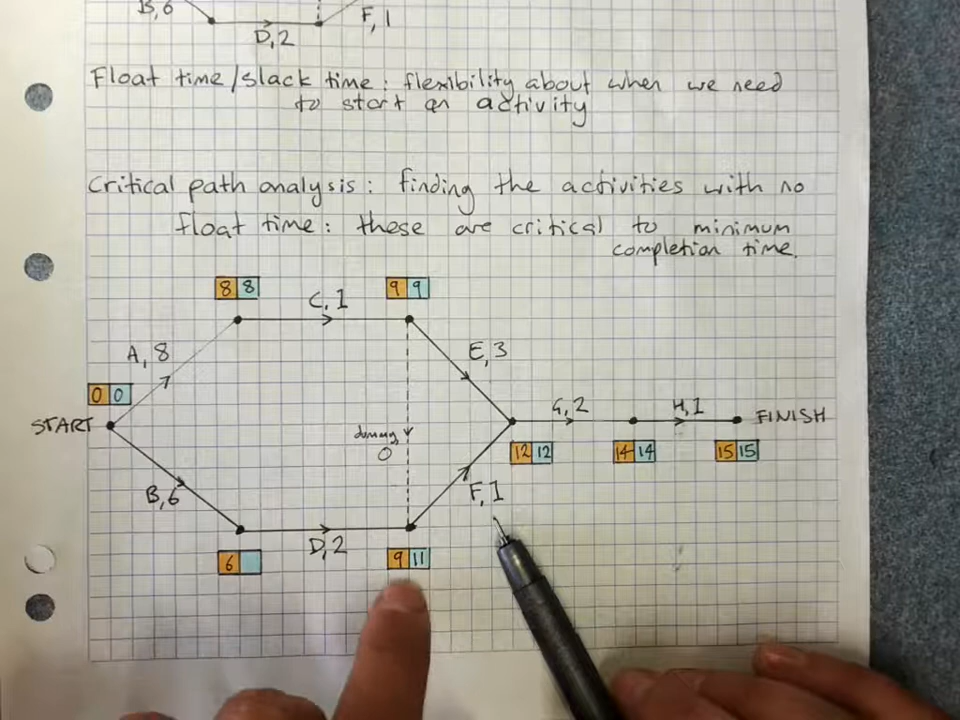 B,6
F,1
D,2
Float time/slack time: flexibility about when we need
to start an activity
Critical path analysis: finding the activities with no
float time: these are critical to minimum
completion time.
8 8
9 9
C,1
A,8
E,3
0 0
G,2
H,1
START
FINISH
dummy
0
12 12
14 14
15 15
B,6
F,1
D,2
6
9 11